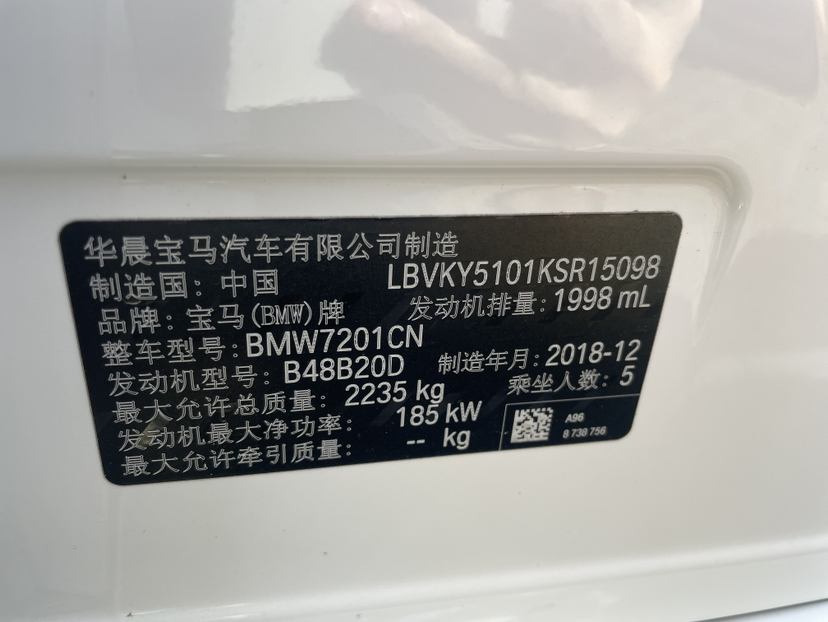 华晨宝马汽车有限公司制造
制造国: 中国 LBVKY5101KSR15098
品牌: 宝马(BMW)牌 发动机排量: 1998 mL
整车型号: BMW7201CN
发动机型号: B48B20D 制造年月: 2018-12
最大允许总质量: 2235 kg 乘坐人数: 5
发动机最大净功率: 185 kW
最大允许牵引质量: -- kg
A96
8 738 756